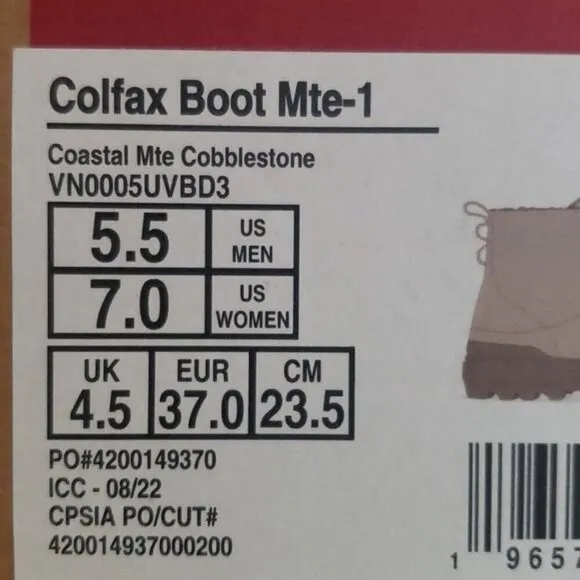 Colfax Boot Mte-1
Coastal Mte Cobblestone
VN0005UVBD3
5.5 US MEN
7.0 US WOMEN
UK EUR CM
4.5 37.0 23.5
PO#4200149370
ICC - 08/22
CPSIA PO/CUT#
420014937000200
1 9657